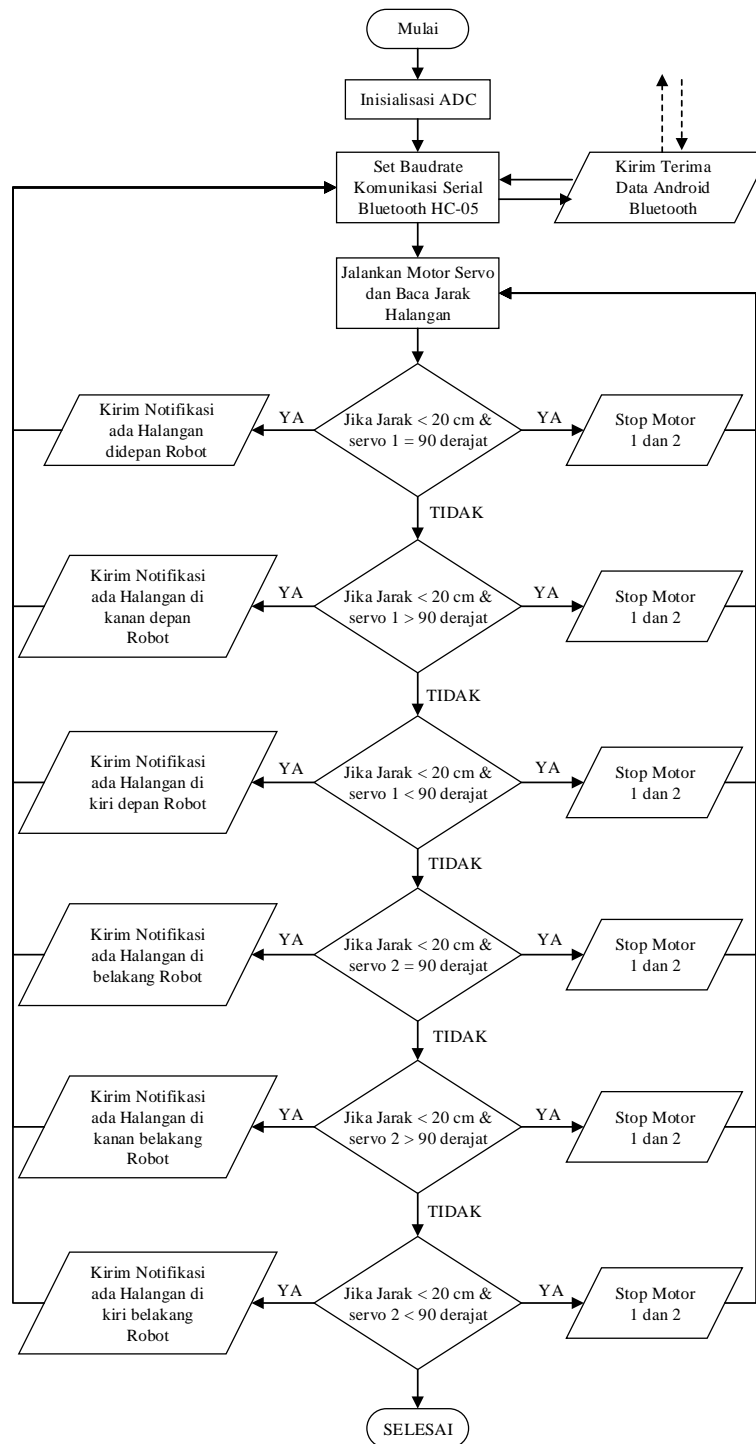 Mulai
Inisialisasi ADC
Set Baudrate
Komunikasi Serial
Bluetooth HC-05
Kirim Terima
Data Android
Bluetooth
Jalankan Motor Servo
dan Baca Jarak
Halangan
Kirim Notifikasi
ada Halangan
didepan Robot
YA
Jika Jarak < 20 cm &
servo 1 = 90 derajat
YA
Stop Motor
1 dan 2
TIDAK
Kirim Notifikasi
ada Halangan di
kanan depan
Robot
YA
Jika Jarak < 20 cm &
servo 1 > 90 derajat
YA
Stop Motor
1 dan 2
TIDAK
Kirim Notifikasi
ada Halangan di
kiri depan Robot
YA
Jika Jarak < 20 cm &
servo 1 < 90 derajat
YA
Stop Motor
1 dan 2
TIDAK
Kirim Notifikasi
ada Halangan di
belakang Robot
YA
Jika Jarak < 20 cm &
servo 2 = 90 derajat
YA
Stop Motor
1 dan 2
TIDAK
Kirim Notifikasi
ada Halangan di
kanan belakang
Robot
YA
Jika Jarak < 20 cm &
servo 2 > 90 derajat
YA
Stop Motor
1 dan 2
TIDAK
Kirim Notifikasi
ada Halangan di
kiri belakang
Robot
YA
Jika Jarak < 20 cm &
servo 2 < 90 derajat
YA
Stop Motor
1 dan 2
SELESAI